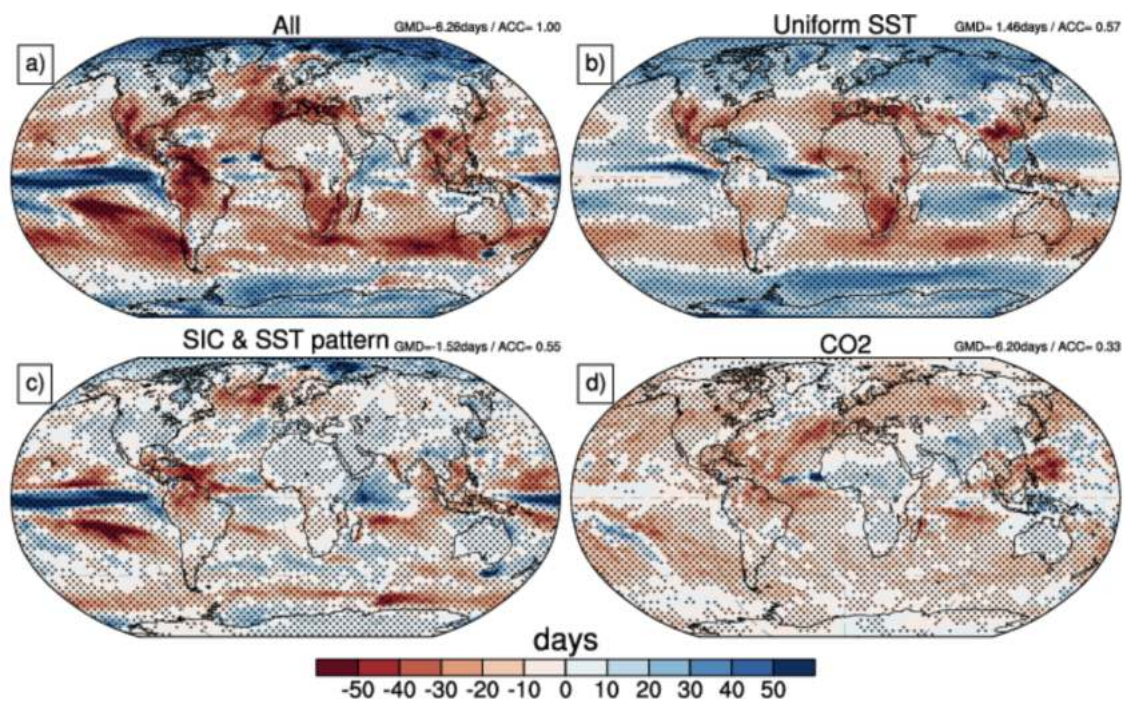 All GMD=-6.26days / ACC= 1.00
a)
Uniform SST GMD= 1.46days / ACC= 0.57
b)
SIC & SST pattern GMD=-1.52days / ACC= 0.55
c)
CO2 GMD=-6.20days / ACC= 0.33
d)
days
-50 -40 -30 -20 -10 0 10 20 30 40 50